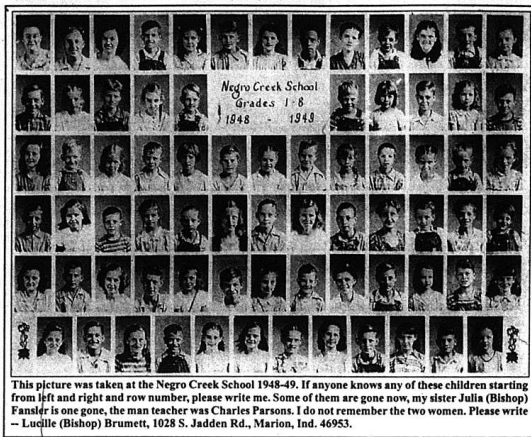 Negro Creek School
Grades 1-8
1948 - 1949
This picture was taken at the Negro Creek School 1948-49. If anyone knows any of these children starting
from left and right and row number, please write me. Some of them are gone now, my sister Julia (Bishop)
Fansler is one gone, the man teacher was Charles Parsons. I do not remember the two women. Please write
-- Lucille (Bishop) Brumett, 1028 S. Jadden Rd., Marion, Ind. 46953.